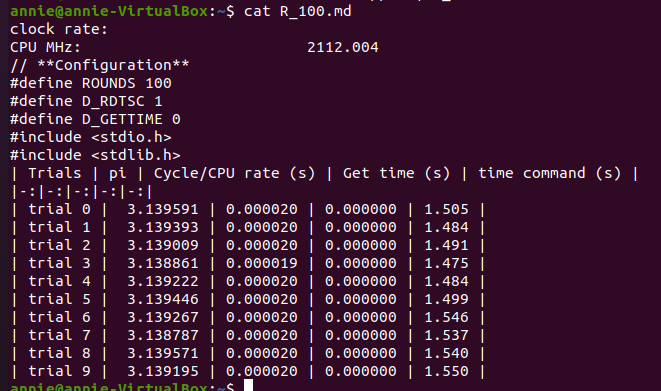 annie@annie-VirtualBox:~$ cat R_100.md
clock rate:
CPU MHz:                         2112.004
// **Configuration**
#define ROUNDS 100
#define D_RDTSC 1
#define D_GETTIME 0
#include <stdio.h>
#include <stdlib.h>
| Trials | pi | Cycle/CPU rate (s) | Get time (s) | time command (s) |
|-:|-:|-:|-:|-:|
| trial 0 |  3.139591 | 0.000020 | 0.000000 | 1.505 |
| trial 1 |  3.139393 | 0.000020 | 0.000000 | 1.484 |
| trial 2 |  3.139009 | 0.000020 | 0.000000 | 1.491 |
| trial 3 |  3.138861 | 0.000019 | 0.000000 | 1.475 |
| trial 4 |  3.139222 | 0.000020 | 0.000000 | 1.484 |
| trial 5 |  3.139446 | 0.000020 | 0.000000 | 1.499 |
| trial 6 |  3.139267 | 0.000020 | 0.000000 | 1.546 |
| trial 7 |  3.138787 | 0.000020 | 0.000000 | 1.537 |
| trial 8 |  3.139571 | 0.000020 | 0.000000 | 1.540 |
| trial 9 |  3.139195 | 0.000020 | 0.000000 | 1.550 |
annie@annie-VirtualBox:~$